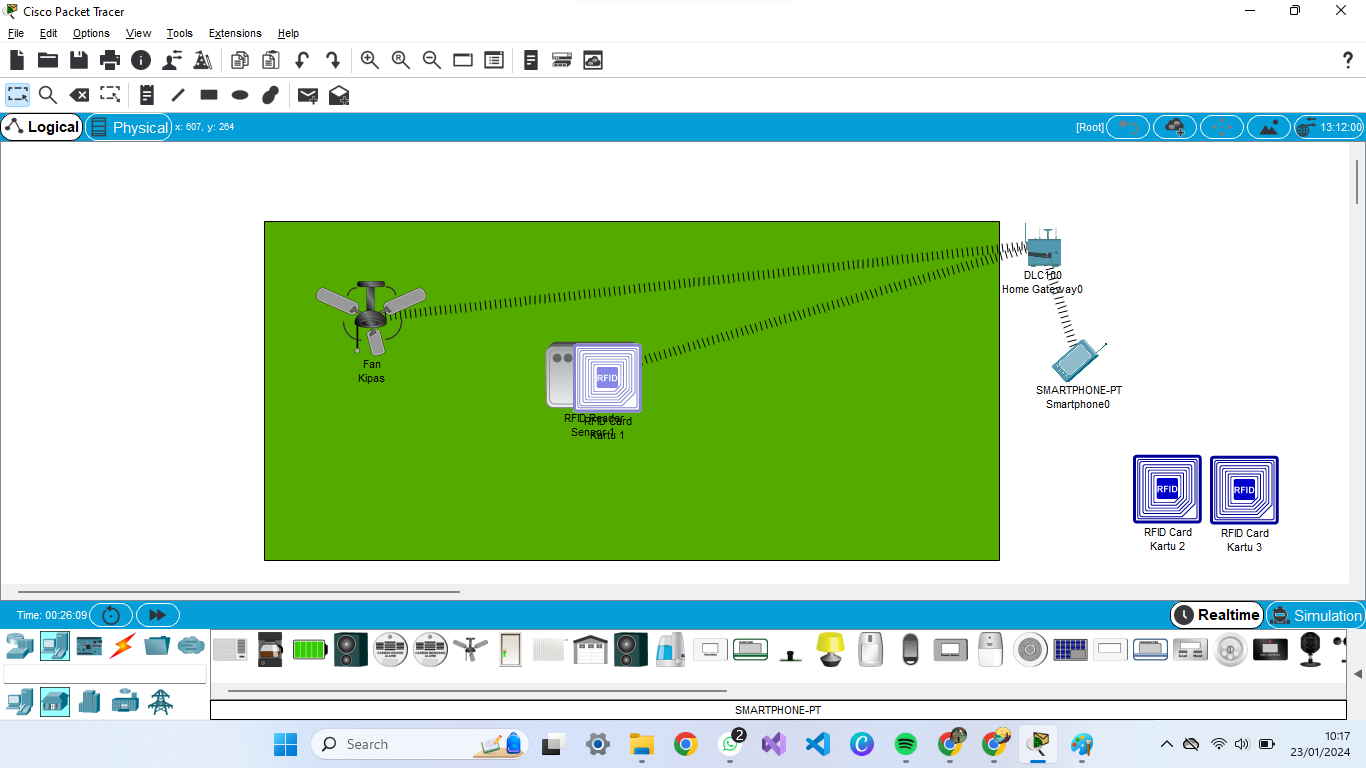 Cisco Packet Tracer
File Edit Options View Tools Extensions Help
Logical Physical x: 607, y: 264 [Root] 13:12:00
DLC100
Home Gateway0
Fan
Kipas
RFID
RFID Reader
Sensor 1
RFID Card
Kartu 1
SMARTPHONE-PT
Smartphone0
RFID RFID
RFID Card RFID Card
Kartu 2 Kartu 3
Time: 00:26:09 Realtime Simulation
SMARTPHONE-PT
Search 2 10:17
23/01/2024